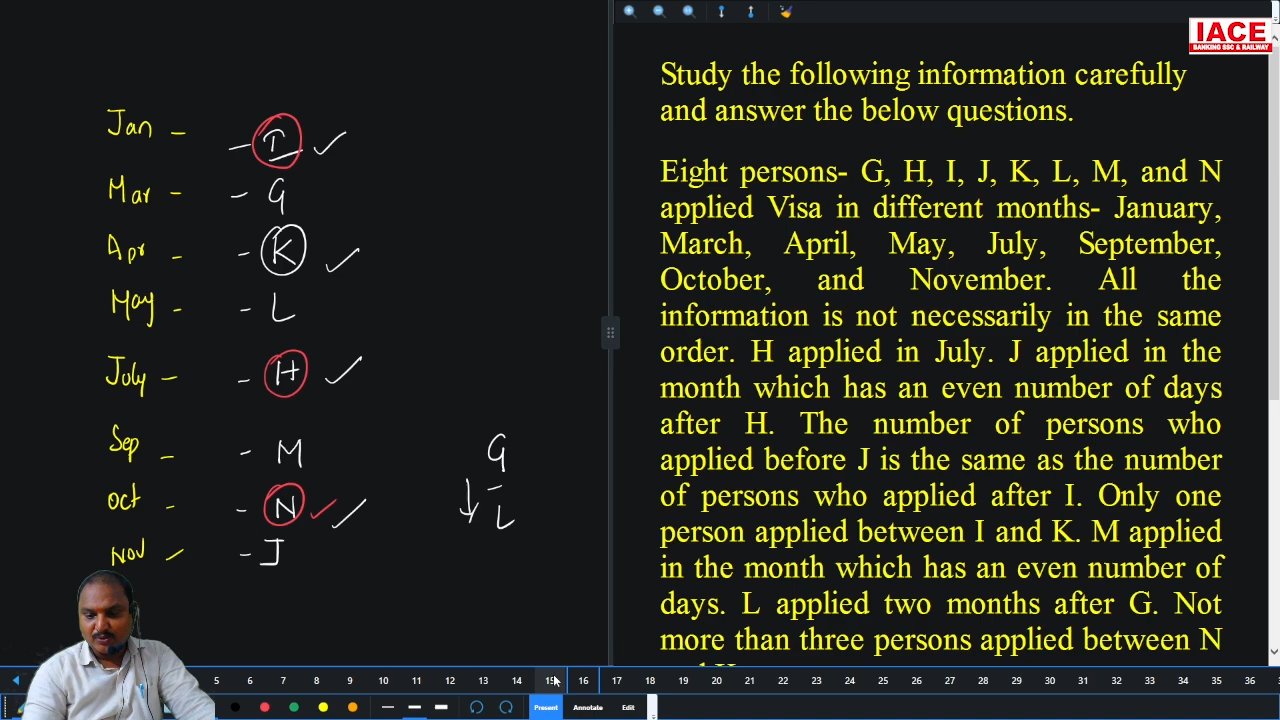 IACE
BANKING SSC & RAILWAY
Study the following information carefully
and answer the below questions.
Eight persons- G, H, I, J, K, L, M, and N
applied Visa in different months- January,
March, April, May, July, September,
October, and November. All the
information is not necessarily in the same
order. H applied in July. J applied in the
month which has an even number of days
after H. The number of persons who
applied before J is the same as the number
of persons who applied after I. Only one
person applied between I and K. M applied
in the month which has an even number of
days. L applied two months after G. Not
more than three persons applied between N
Jan - - I
Mar - - G
Apr - - K
May - - L
July - - H
Sep - - M
Oct - - N
Nov - - J
G
-
L
5 6 7 8 9 10 11 12 13 14 15 16 17 18 19 20 21 22 23 24 25 26 27 28 29 30 31 32 33 34 35 36
Present Annotate Edit